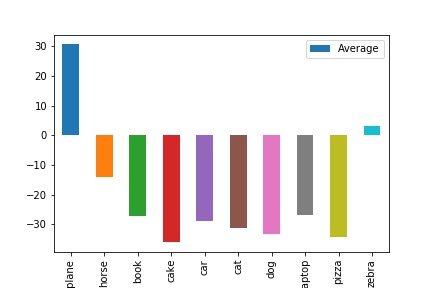 Average
30
20
10
0
−10
−20
−30
plane
horse
book
cake
car
cat
dog
aptop
pizza
zebra